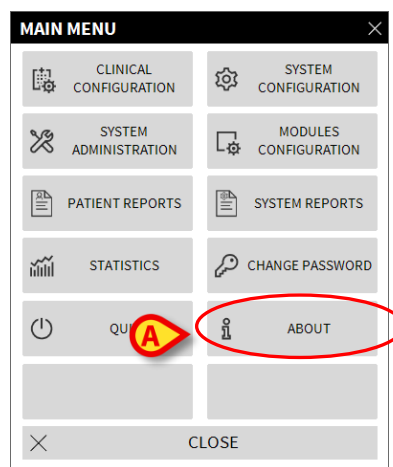 MAIN MENU
CLINICAL
CONFIGURATION
SYSTEM
CONFIGURATION
SYSTEM
ADMINISTRATION
MODULES
CONFIGURATION
PATIENT REPORTS
SYSTEM REPORTS
STATISTICS
CHANGE PASSWORD
QU
A
ABOUT
CLOSE